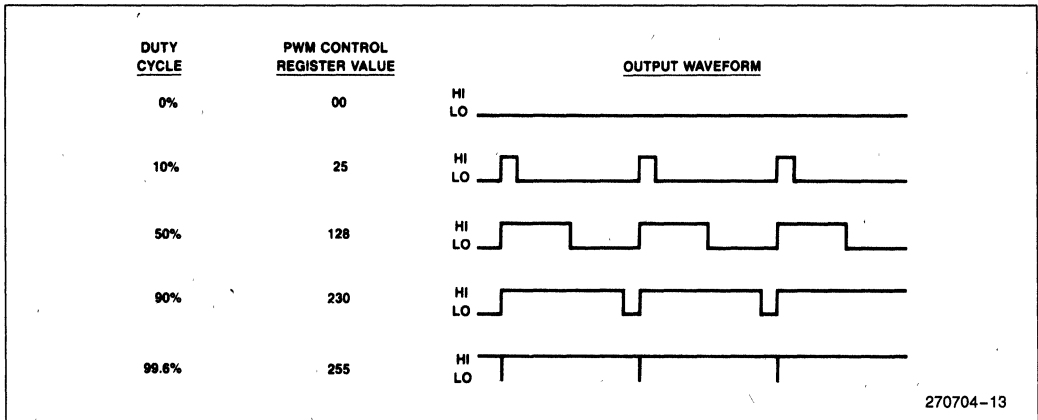 DUTY CYCLE PWM CONTROL REGISTER VALUE OUTPUT WAVEFORM
0% 00 HI LO
10% 25 HI LO
50% 128 HI LO
90% 230 HI LO
99.6% 255 HI LO
270704-13